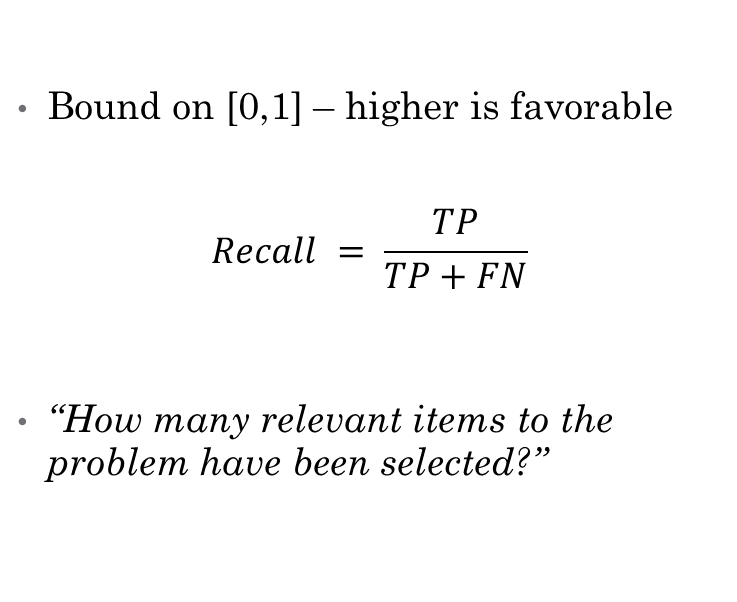 • Bound on [0,1] – higher is favorable
Recall = TP / TP + FN
• “How many relevant items to the
problem have been selected?”